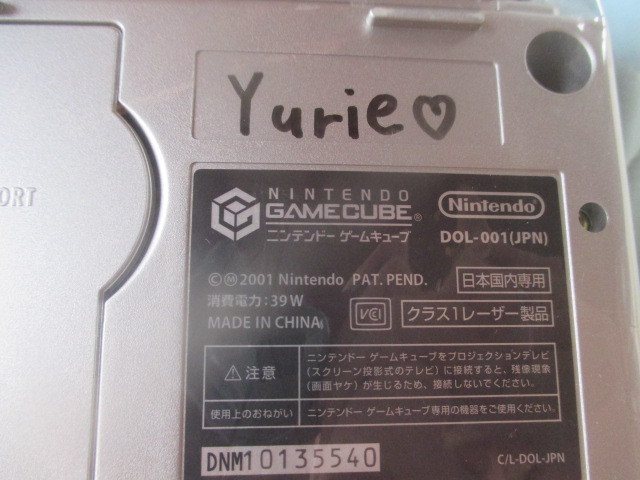 Yurie♡
ORT
NINTENDO
GAMECUBE®
ニンテンドー ゲームキューブ
Nintendo
DOL-001(JPN)
©Ⓜ2001 Nintendo PAT. PEND.
日本国内専用
消費電力:39W
MADE IN CHINA
VCI
クラス1レーザー製品
⚠注意
ニンテンドー ゲームキューブをプロジェクションテレビ
(スクリーン投影式のテレビ)に接続すると、残像現象
(画面ヤケ)が生じるため、接続しないでください。
使用上のおねがい
ニンテンドー ゲームキューブ専用の機器をご使用ください。
DNM10135540
C/L-DOL-JPN